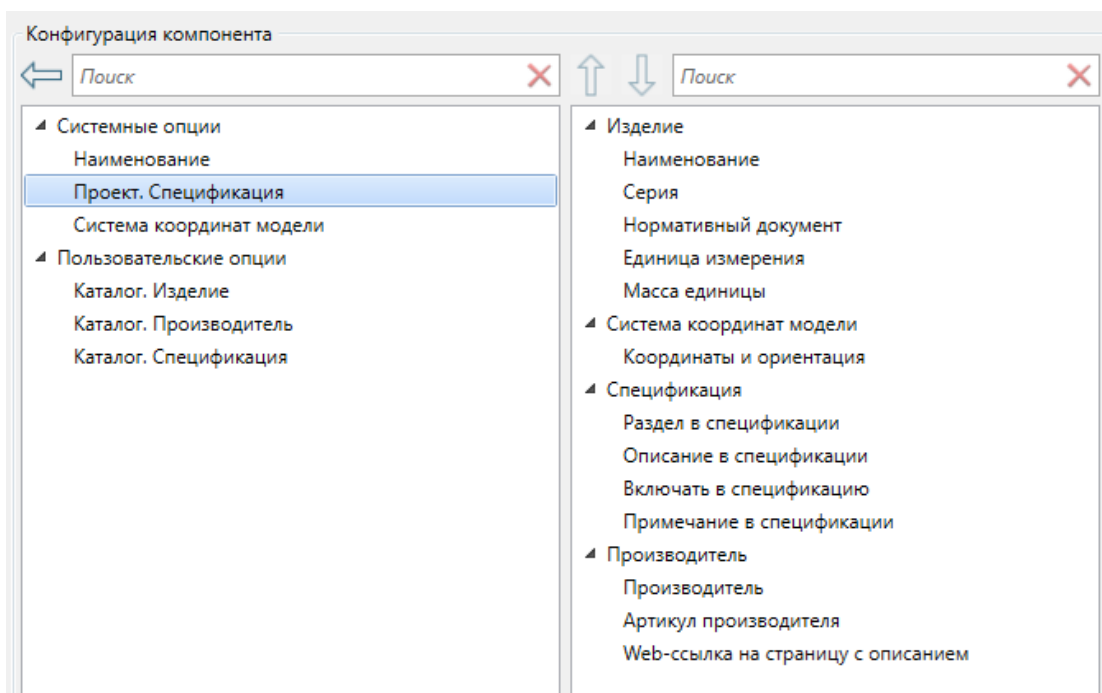 Конфигурация компонента
Поиск
Поиск
Системные опции
Наименование
Проект. Спецификация
Система координат модели
Пользовательские опции
Каталог. Изделие
Каталог. Производитель
Каталог. Спецификация
Изделие
Наименование
Серия
Нормативный документ
Единица измерения
Масса единицы
Система координат модели
Координаты и ориентация
Спецификация
Раздел в спецификации
Описание в спецификации
Включать в спецификацию
Примечание в спецификации
Производитель
Производитель
Артикул производителя
Web-ссылка на страницу с описанием